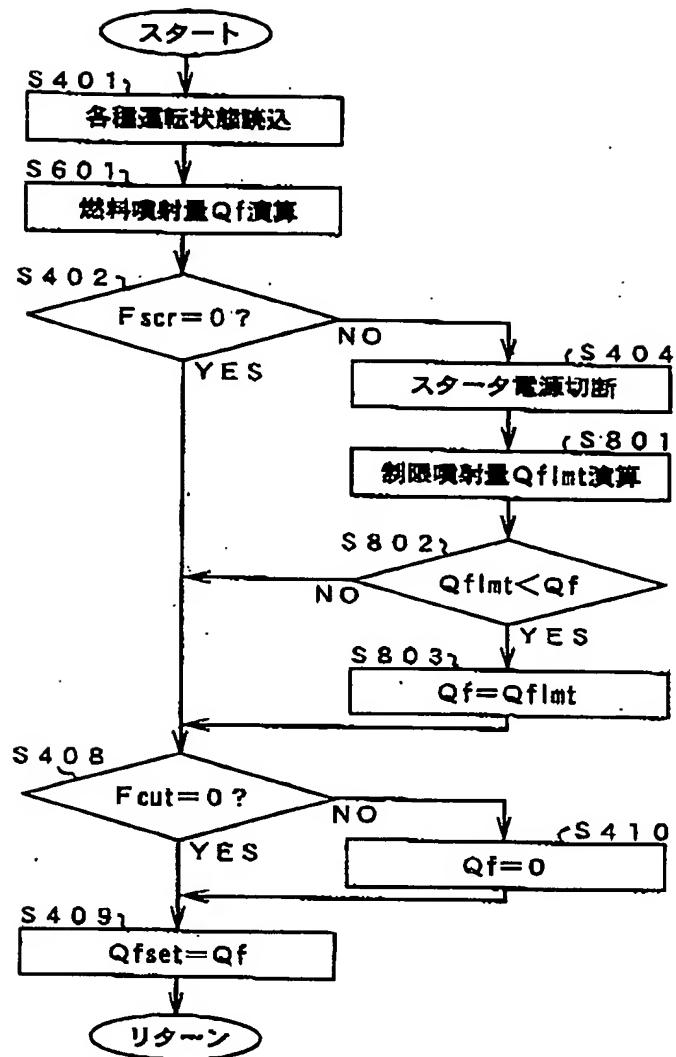 スタート
S401
各種運転状態読込
S601
燃料噴射量Qf演算
S402
Fscr=0?
NO
YES
S404
スタータ電源切断
S801
制限噴射量Qflmt演算
S802
Qflmt<Qf
NO
YES
S803
Qf=Qflmt
S408
Fcut=0?
NO
YES
S410
Qf=0
S409
Qfset=Qf
リターン